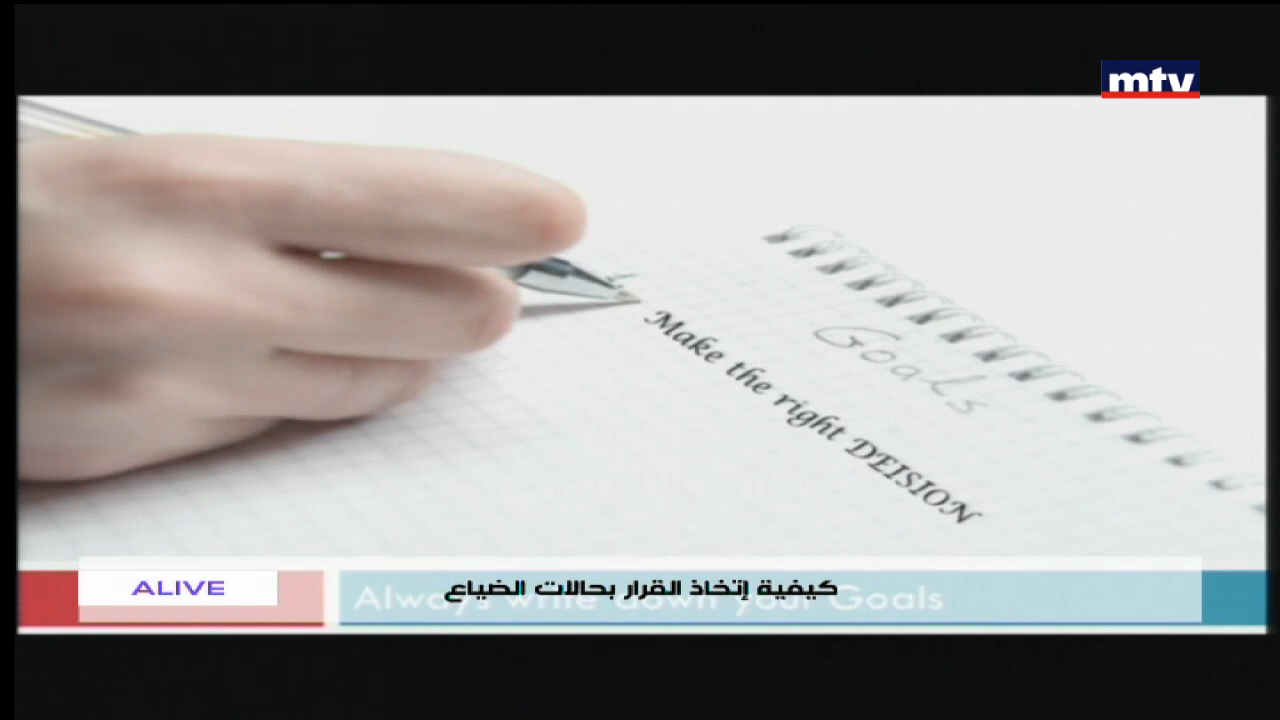 mtv
Goals
Make the right DEISION
Always write down your Goals
ALIVE
كيفية إتخاذ القرار بحالات الضياع